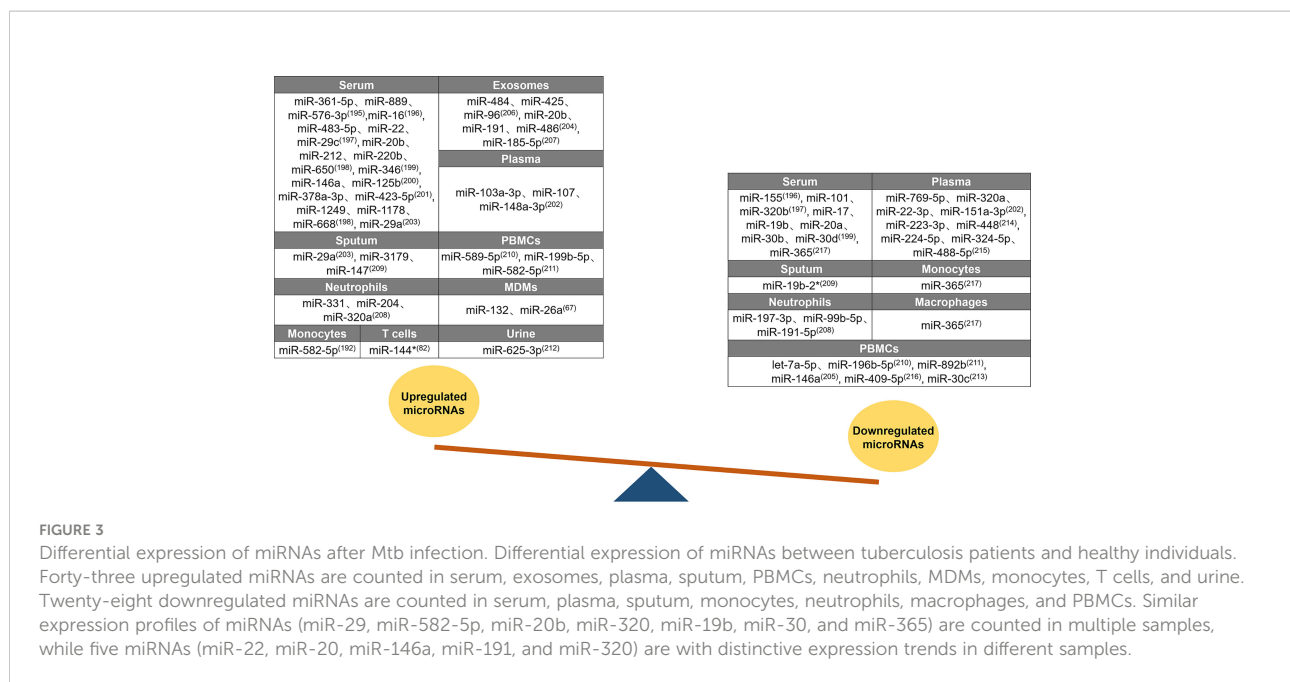 Serum
miR-361-5p、miR-889、
miR-576-3p(195),miR-16(196),
miR-483-5p、miR-22、
miR-29c(197), miR-20b、
miR-212、miR-220b、
miR-650(198), miR-346(199),
miR-146a、miR-125b(200),
miR-378a-3p、miR-423-5p(201),
miR-1249、miR-1178、
miR-668(198), miR-29a(203)
Exosomes
miR-484、miR-425、
miR-96(206)、miR-20b、
miR-191、miR-486(204),
miR-185-5p(207)
Plasma
miR-103a-3p、miR-107、
miR-148a-3p(202)
Sputum
miR-29a(203), miR-3179、
miR-147(209)
PBMCs
miR-589-5p(210), miR-199b-5p、
miR-582-5p(211)
Neutrophils
miR-331、miR-204、
miR-320a(208)
MDMs
miR-132、miR-26a(67)
Monocytes
miR-582-5p(192)
T cells
miR-144*(82)
Urine
miR-625-3p(212)
Upregulated
microRNAs
Serum
miR-155(196), miR-101、
miR-320b(197), miR-17、
miR-19b、miR-20a、
miR-30b、miR-30d(199),
miR-365(217)
Plasma
miR-769-5p、miR-320a、
miR-22-3p、miR-151a-3p(202),
miR-223-3p、miR-448(214),
miR-224-5p、miR-324-5p、
miR-488-5p(215)
Sputum
miR-19b-2*(209)
Monocytes
miR-365(217)
Neutrophils
miR-197-3p、miR-99b-5p、
miR-191-5p(208)
Macrophages
miR-365(217)
PBMCs
let-7a-5p、miR-196b-5p(210), miR-892b(211),
miR-146a(205), miR-409-5p(216), miR-30c(213)
Downregulated
microRNAs
FIGURE 3
Differential expression of miRNAs after Mtb infection. Differential expression of miRNAs between tuberculosis patients and healthy individuals.
Forty-three upregulated miRNAs are counted in serum, exosomes, plasma, sputum, PBMCs, neutrophils, MDMs, monocytes, T cells, and urine.
Twenty-eight downregulated miRNAs are counted in serum, plasma, sputum, monocytes, neutrophils, macrophages, and PBMCs. Similar
expression profiles of miRNAs (miR-29, miR-582-5p, miR-20b, miR-320, miR-19b, miR-30, and miR-365) are counted in multiple samples,
while five miRNAs (miR-22, miR-20, miR-146a, miR-191, and miR-320) are with distinctive expression trends in different samples.